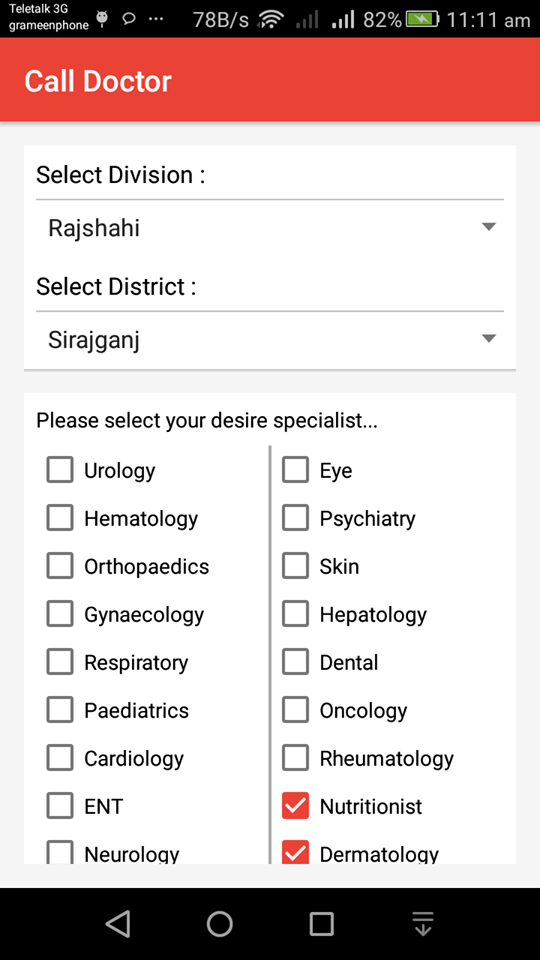 Teletalk 3G
grameenphone
78B/s
82%
11:11 am
Call Doctor
Select Division :
Rajshahi
Select District :
Sirajganj
Please select your desire specialist...
Urology
Eye
Hematology
Psychiatry
Orthopaedics
Skin
Gynaecology
Hepatology
Respiratory
Dental
Paediatrics
Oncology
Cardiology
Rheumatology
ENT
Nutritionist
Neurology
Dermatology